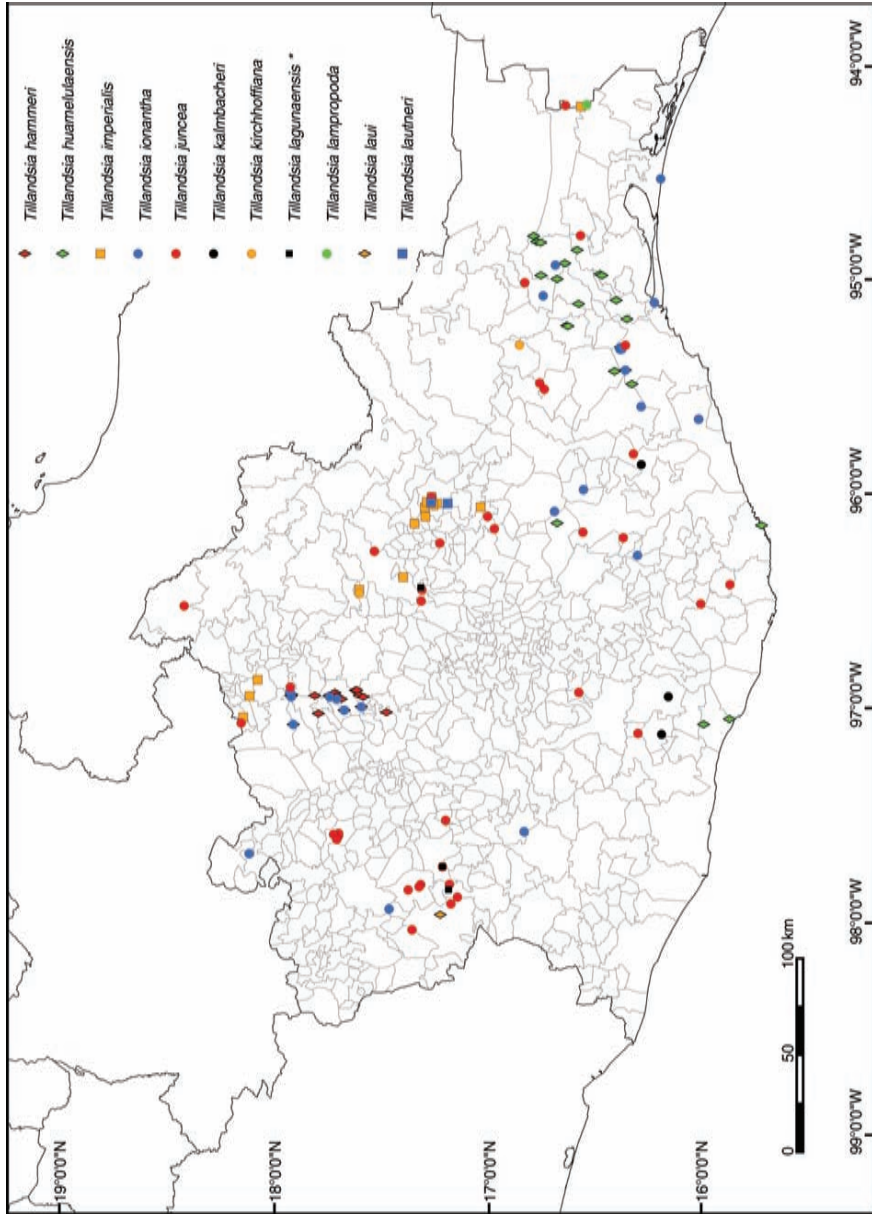 Tillandsia hammeri
Tillandsia huamelulaensis
Tillandsia imperialis
Tillandsia ionantha
Tillandsia juncea
Tillandsia kalmbacheri
Tillandsia kirchhoffiana
Tillandsia lagunaensis *
Tillandsia lampropoda
Tillandsia laui
Tillandsia lautneri
19°0'0"N
18°0'0"N
17°0'0"N
16°0'0"N
0 50 100 km
99°0'0"W 98°0'0"W 97°0'0"W 96°0'0"W 95°0'0"W 94°0'0"W